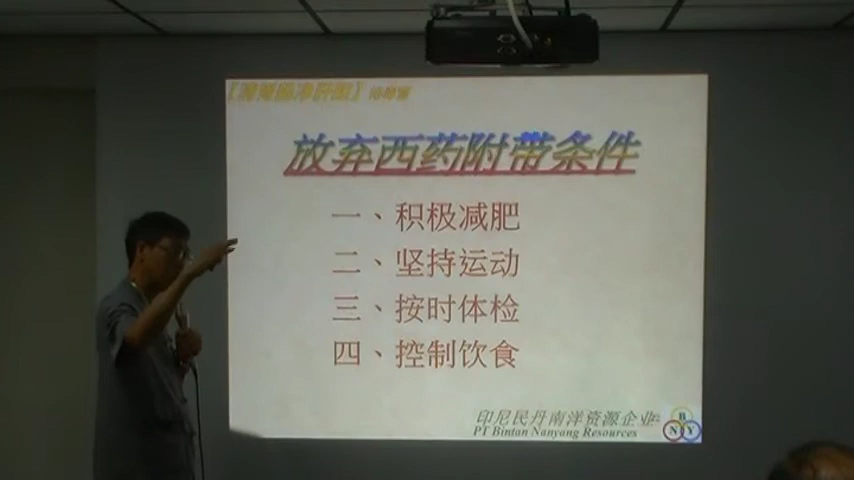 放弃西药附带条件
一、积极减肥
二、坚持运动
三、按时体检
四、控制饮食
印尼民丹南洋资源企业
PT Bintan Nanyang Resources
B
N Y